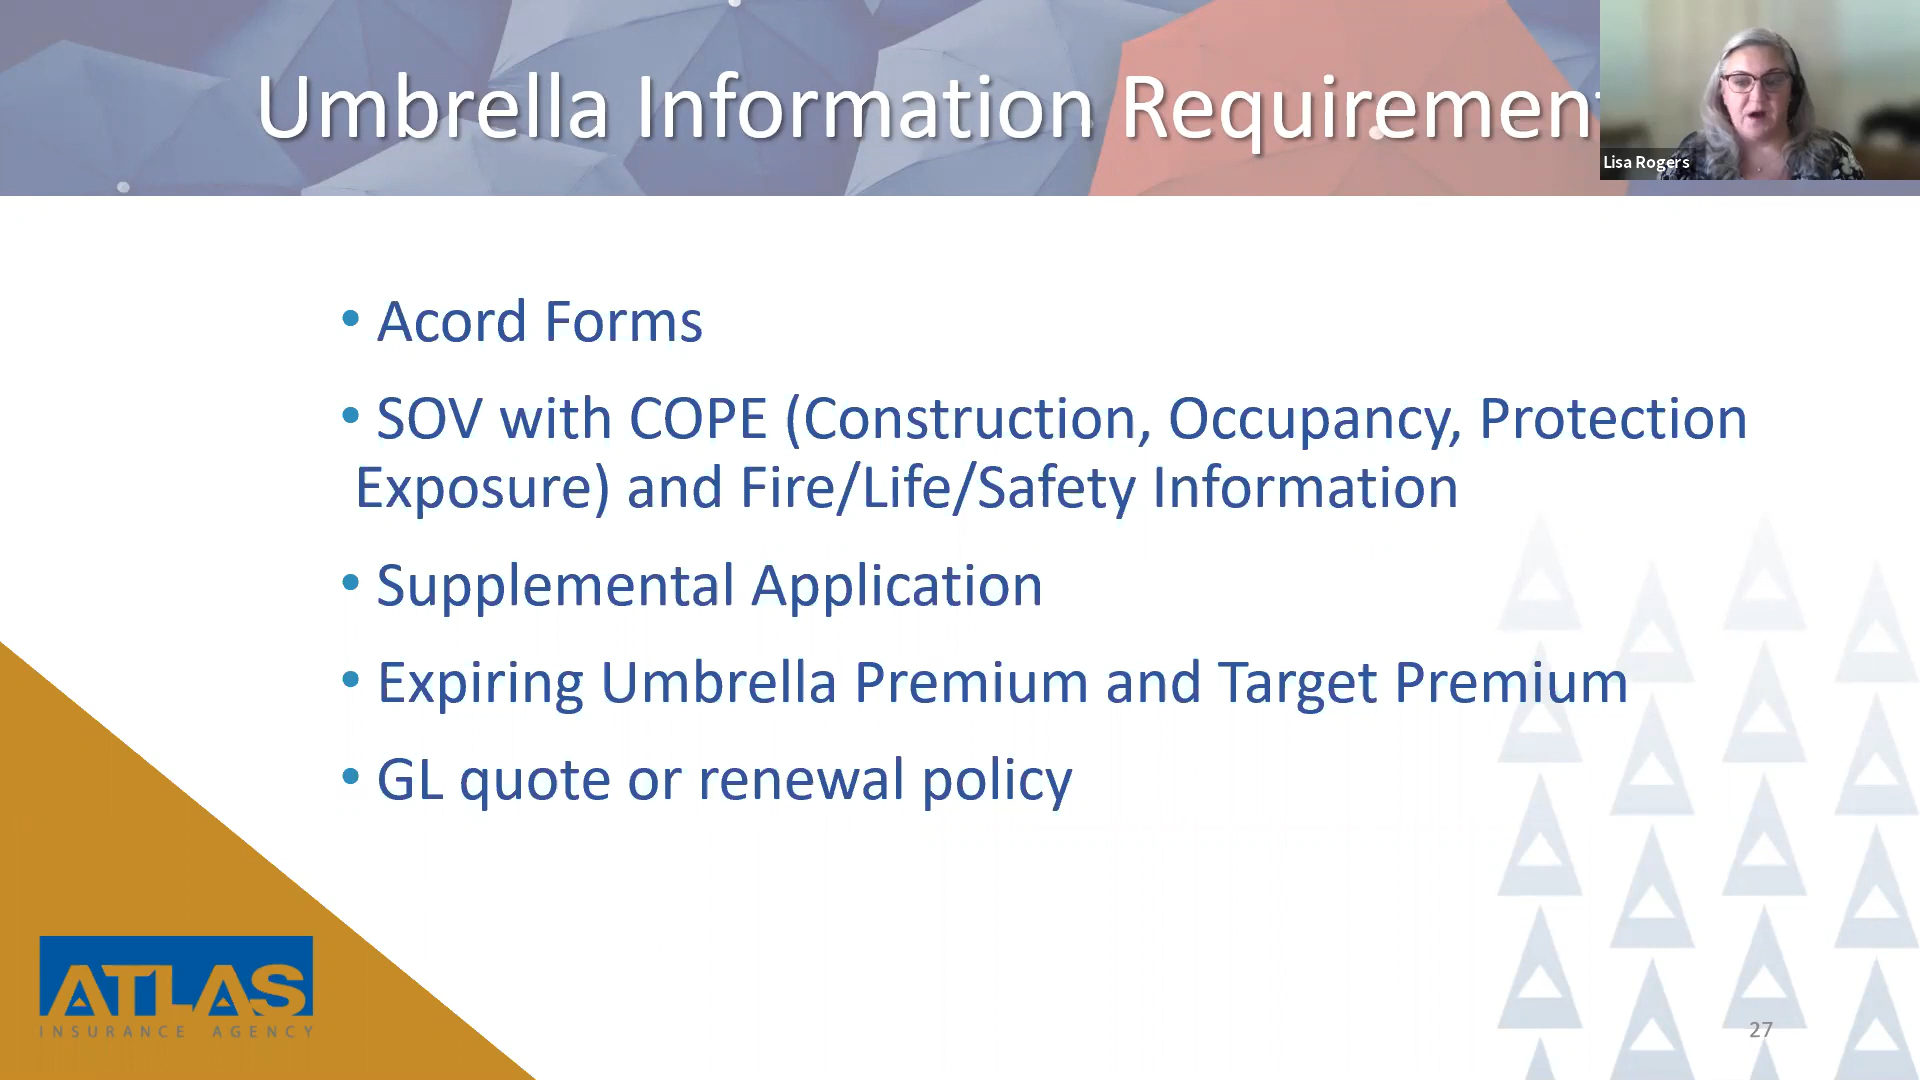 Umbrella Information Requirement
Lisa Rogers
• Acord Forms
• SOV with COPE (Construction, Occupancy, Protection
Exposure) and Fire/Life/Safety Information
• Supplemental Application
• Expiring Umbrella Premium and Target Premium
• GL quote or renewal policy
ATLAS
INSURANCE AGENCY
27